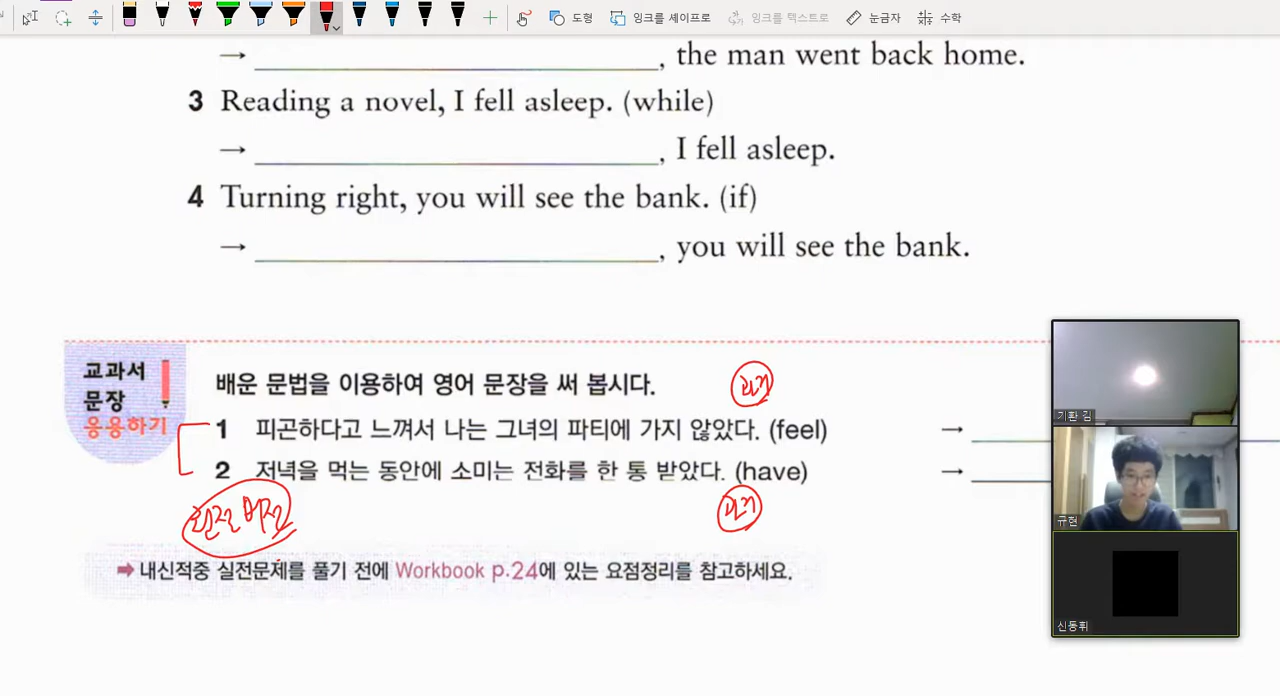 도형 잉크를 셰이프로 잉크를 텍스트로 눈금자 수학
→ ____________, the man went back home.
3 Reading a novel, I fell asleep. (while)
→ ____________, I fell asleep.
4 Turning right, you will see the bank. (if)
→ ____________, you will see the bank.
교과서
문장
응용하기
배운 문법을 이용하여 영어 문장을 써 봅시다.
과거
1 피곤하다고 느껴서 나는 그녀의 파티에 가지 않았다. (feel) →
2 저녁을 먹는 동안에 소미는 전화를 한 통 받았다. (have) →
과거
➡ 내신적중 실전문제를 풀기 전에 Workbook p.24에 있는 요점정리를 참고하세요.
기환 김
규현
신동휘